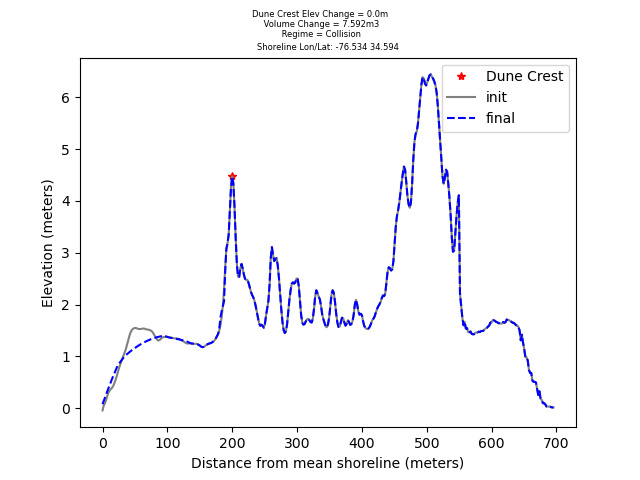 Dune Crest Elev Change = 0.0m
Volume Change = 7.592m3
Regime = Collision
Shoreline Lon/Lat: -76.534 34.594
Dune Crest
init
final
Elevation (meters)
6
5
4
3
2
1
0
0 100 200 300 400 500 600 700
Distance from mean shoreline (meters)